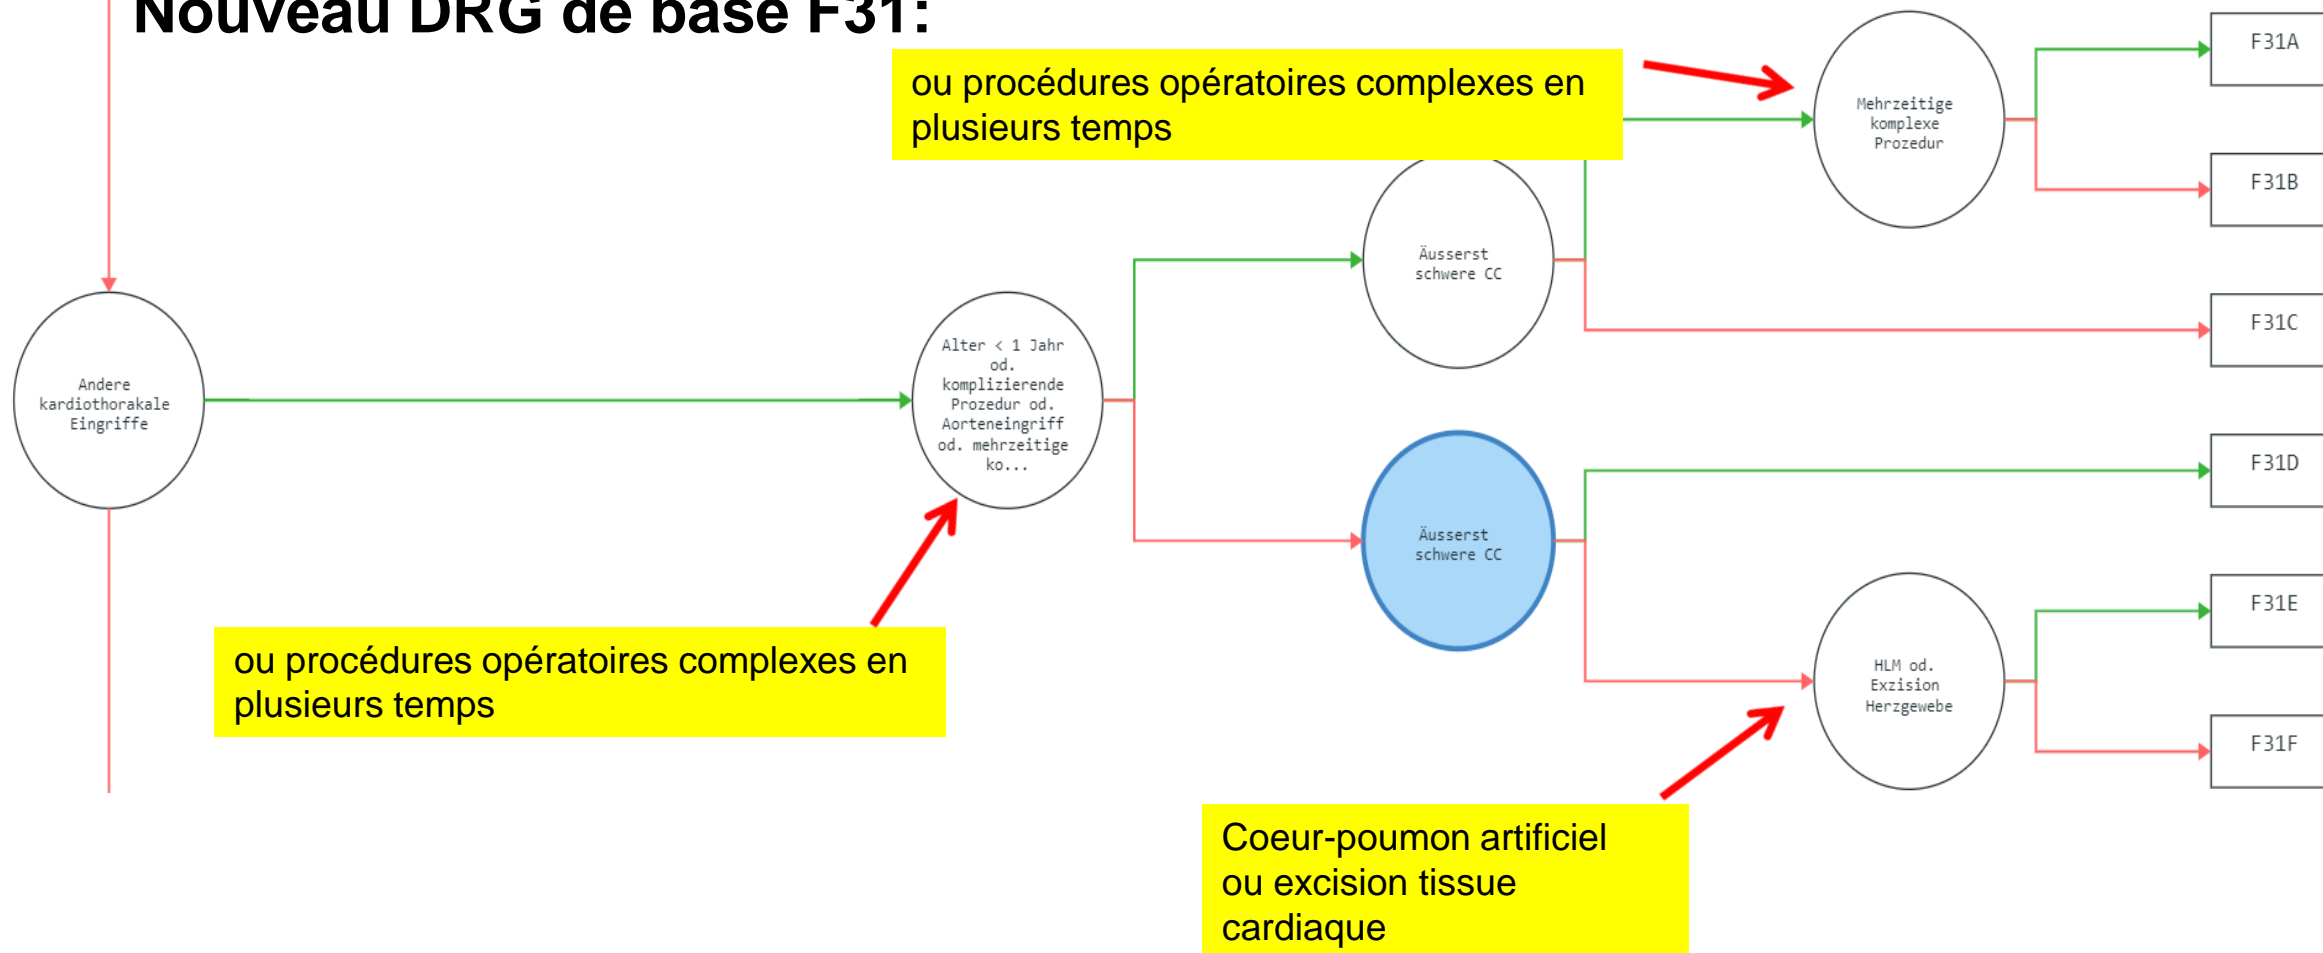 Nouveau DRG de base F31:
ou procédures opératoires complexes en
plusieurs temps
Mehrzeitige
komplexe
Prozedur
F31A
F31B
Äusserst
schwere CC
F31C
Andere
kardiothorakale
Eingriffe
Alter < 1 Jahr
od.
komplizierende
Prozedur od.
Aorteneingriff
od. mehrzeitige
ko...
F31D
Äusserst
schwere CC
F31E
HLM od.
Exzision
Herzgewebe
F31F
ou procédures opératoires complexes en
plusieurs temps
Coeur-poumon artificiel
ou excision tissue
cardiaque